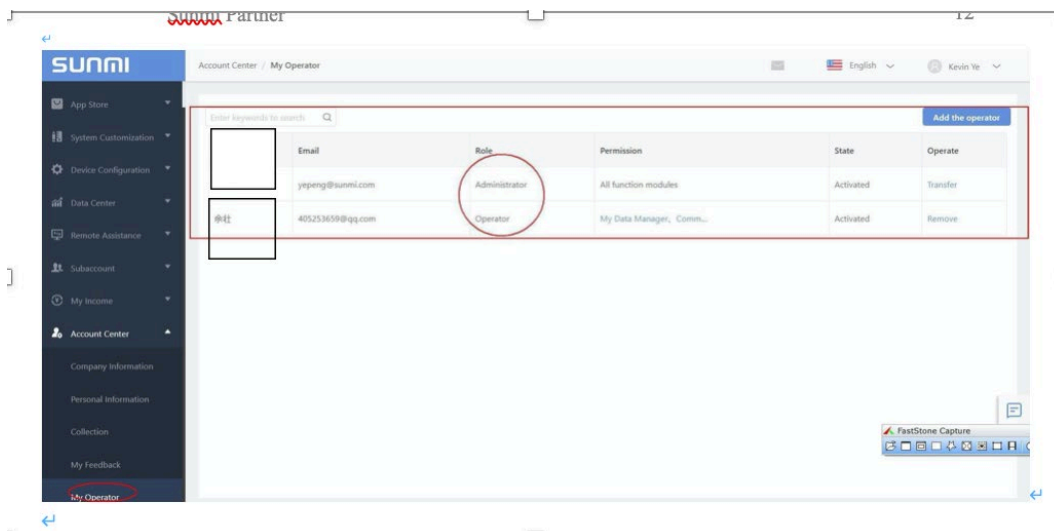 Sunmi Partner 12
SUNMI
Account Center / My Operator English Kevin Ye
App Store
System Customization
Device Configuration
Data Center
Remote Assistance
Subaccount
My Income
Account Center
Company Information
Personal Information
Collection
My Feedback
My Operator
Enter keywords to search Add the operator
Email Role Permission State Operate
yepeng@sunmi.com Administrator All function modules Activated Transfer
余壮 405253659@qq.com Operator My Data Manager, Comm... Activated Remove
FastStone Capture